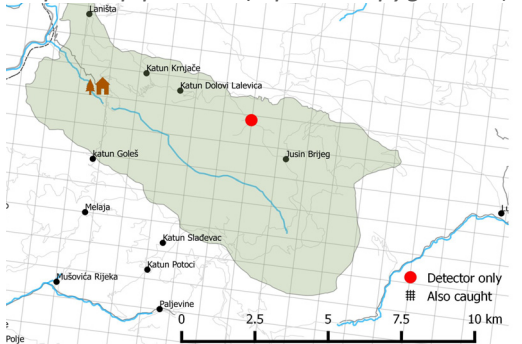 Laništa
Katun Krnjače
Katun Dolovi Lalevića
katun Goleš
Jusin Brijeg
Melaja
Katun Slađevac
Katun Potoci
Mušovića Rijeka
Paljevine
Detector only
Also caught
0 2.5 5 7.5 10 km
Polje